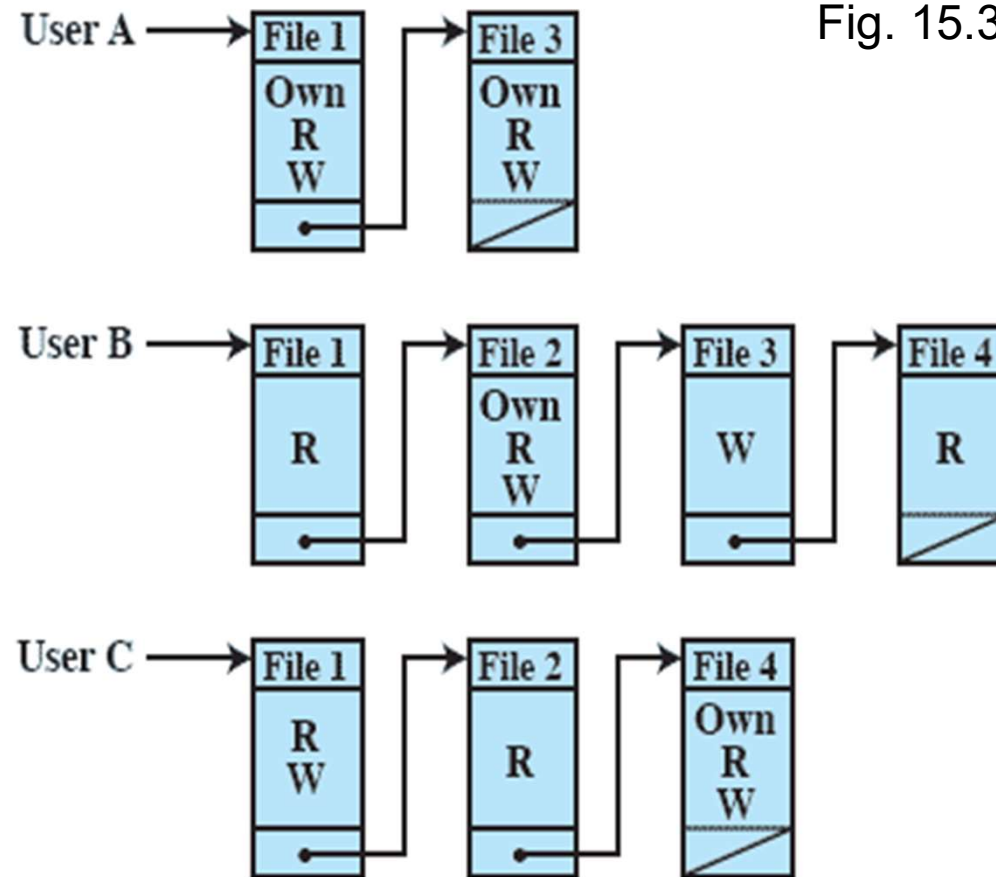 Fig. 15.3
User A File 1 File 3
Own Own
R R
W W
User B File 1 File 2 File 3 File 4
Own
R R W R
W
User C File 1 File 2 File 4
R Own
W R R
W